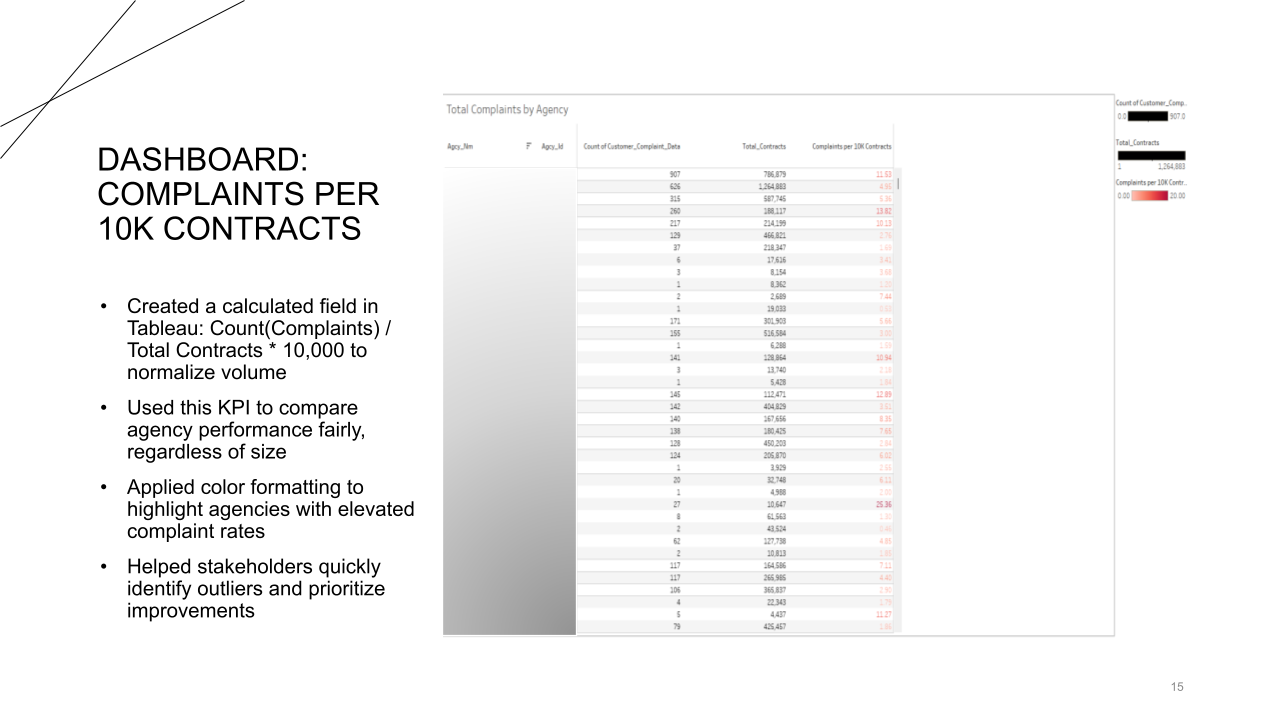 DASHBOARD:
COMPLAINTS PER
10K CONTRACTS
• Created a calculated field in
Tableau: Count(Complaints) /
Total Contracts * 10,000 to
normalize volume
• Used this KPI to compare
agency performance fairly,
regardless of size
• Applied color formatting to
highlight agencies with elevated
complaint rates
• Helped stakeholders quickly
identify outliers and prioritize
improvements
Total Complaints by Agency
Agcy_Nm Agcy_Id Count of Customer_Complaint_Data Total_Contracts Complaints per 10K Contracts
907 786,879 11.53
626 1,264,883 4.95
315 587,745 5.36
260 188,117 13.82
217 214,199 10.13
129 466,821 2.76
37 218,347 1.69
6 17,616 3.41
3 8,154 3.68
1 8,362 1.20
2 2,689 7.44
1 19,033
171 301,903 5.66
155 516,584 3.00
1 6,288 1.59
141 128,864 10.94
3 13,740 2.18
1 5,428 1.84
145 112,471 12.89
142 404,829 3.51
140 167,656 8.35
138 180,425 7.65
128 450,203 2.84
124 205,870 6.02
1 3,929 2.55
20 32,748 6.11
1 4,988 2.00
27 10,647 25.36
8 61,563
2 43,524
62 127,738 4.85
2 10,813 1.85
117 164,586 7.11
117 265,985 4.40
106 365,837 2.90
4 22,343 1.79
5 4,437 11.27
79 425,457 1.86
Count of Customer_Comp..
0.0 907.0
Total_Contracts
1 1,264,883
Complaints per 10K Contr..
0.00 20.00
15